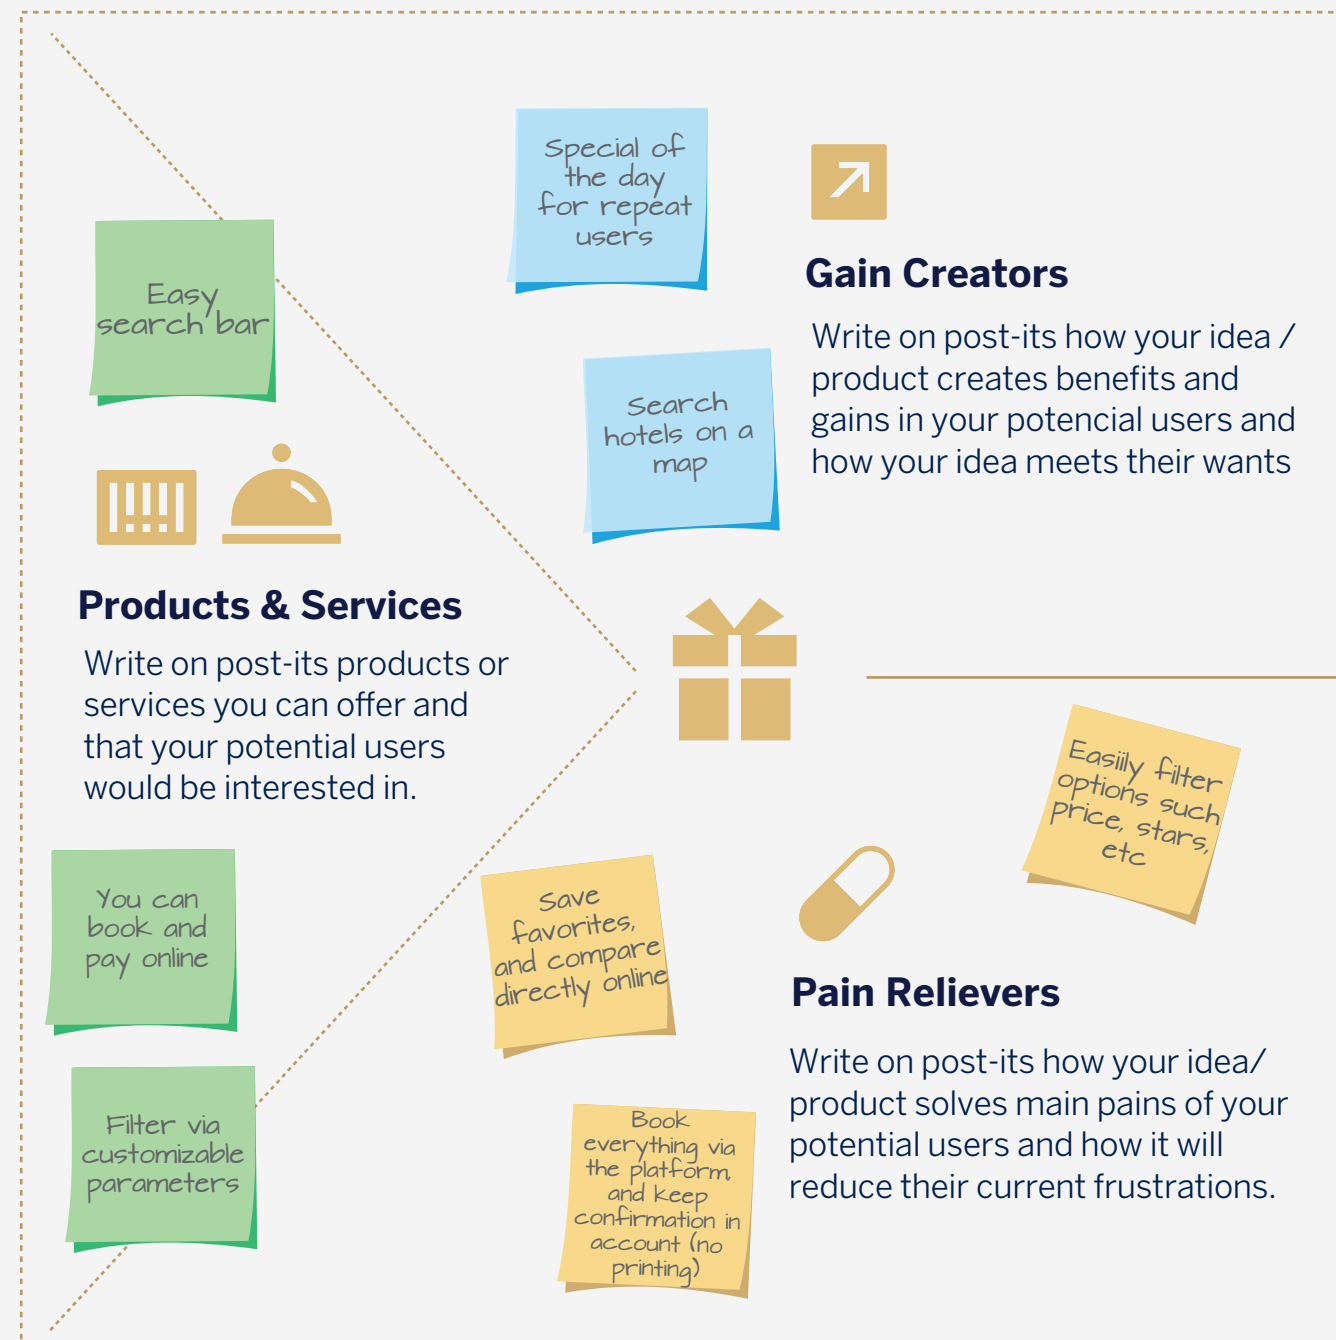 Special of
the day
for repeat
users
Gain Creators
Write on post-its how your idea /
product creates benefits and
gains in your potencial users and
how your idea meets their wants
Search
hotels on a
map
Easy
search bar
Products & Services
Write on post-its products or
services you can offer and
that your potential users
would be interested in.
You can
book and
pay online
Filter via
customizable
parameters
Easiily filter
options such
price, stars,
etc
Save
favorites,
and compare
directly online
Pain Relievers
Write on post-its how your idea/
product solves main pains of your
potential users and how it will
reduce their current frustrations.
Book
everything via
the platform,
and keep
confirmation in
account (no
printing)